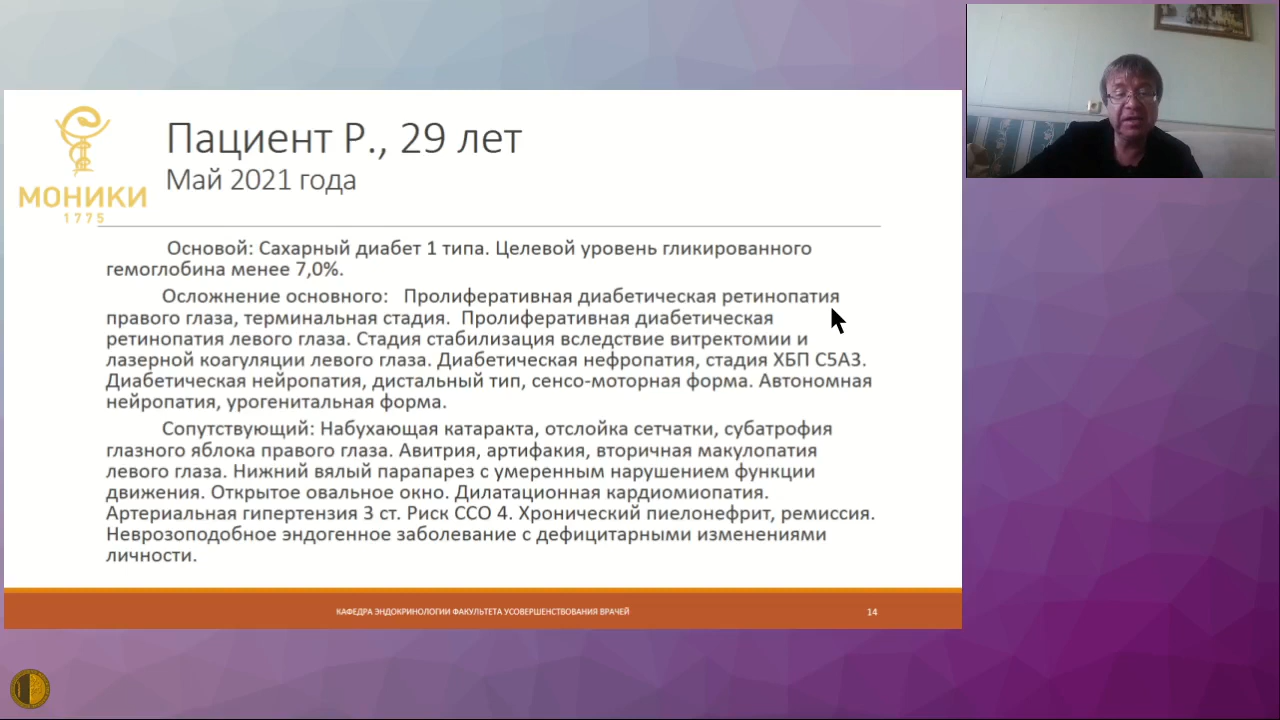 МОНИКИ
1775
Пациент Р., 29 лет
Май 2021 года
Основой: Сахарный диабет 1 типа. Целевой уровень гликированного
гемоглобина менее 7,0%.
Осложнение основного: Пролиферативная диабетическая ретинопатия
правого глаза, терминальная стадия. Пролиферативная диабетическая
ретинопатия левого глаза. Стадия стабилизация вследствие витректомии и
лазерной коагуляции левого глаза. Диабетическая нефропатия, стадия ХБП С5А3.
Диабетическая нейропатия, дистальный тип, сенсо-моторная форма. Автономная
нейропатия, урогенитальная форма.
Сопутствующий: Набухающая катаракта, отслойка сетчатки, субатрофия
глазного яблока правого глаза. Авитрия, артифакия, вторичная макулопатия
левого глаза. Нижний вялый парапарез с умеренным нарушением функции
движения. Открытое овальное окно. Дилатационная кардиомиопатия.
Артериальная гипертензия 3 ст. Риск ССО 4. Хронический пиелонефрит, ремиссия.
Неврозоподобное эндогенное заболевание с дефицитарными изменениями
личности.
КАФЕДРА ЭНДОКРИНОЛОГИИ ФАКУЛЬТЕТА УСОВЕРШЕНСТВОВАНИЯ ВРАЧЕЙ
14